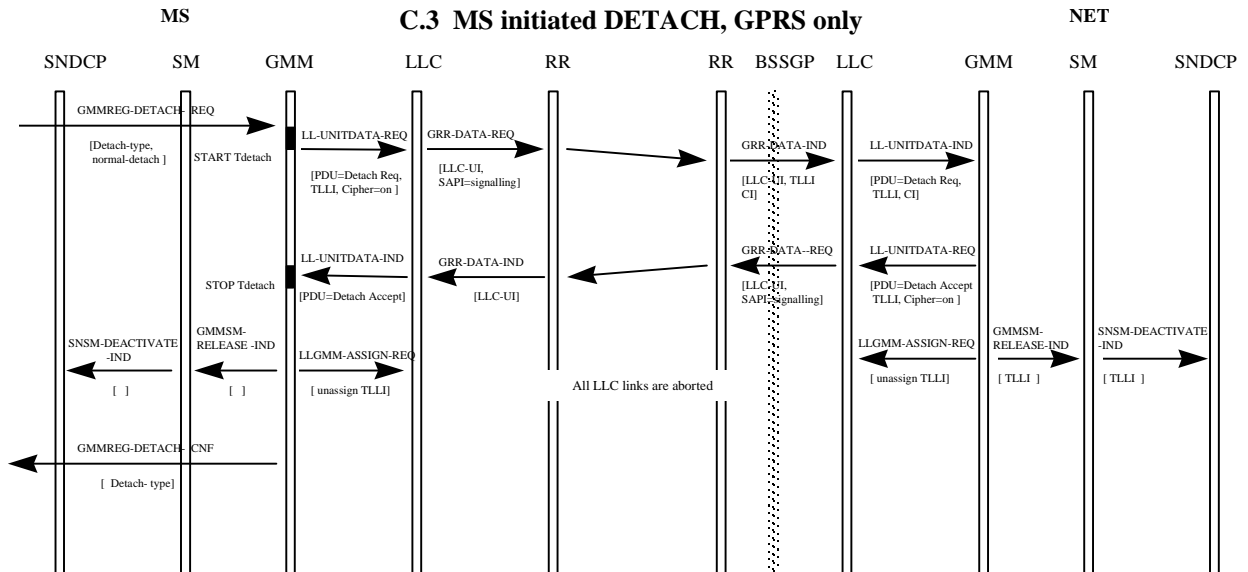 MS
C.3 MS initiated DETACH, GPRS only
NET
SNDCP SM GMM LLC RR RR BSSGP LLC GMM SM SNDCP
GMMREG-DETACH- REQ
[Detach-type,
normal-detach ]
START Tdetach
LL-UNITDATA-REQ
[PDU=Detach Req,
TLLI, Cipher=on ]
GRR-DATA-REQ
[LLC-UI,
SAPI=signalling]
GRR-DATA-IND
[LLC-UI, TLLI
CI]
LL-UNITDATA-IND
[PDU=Detach Req,
TLLI, CI]
STOP Tdetach
LL-UNITDATA-IND
[PDU=Detach Accept]
GRR-DATA-IND
[LLC-UI]
GRR-DATA--REQ
[LLC-UI,
SAPI=signalling]
LL-UNITDATA-REQ
[PDU=Detach Accept
TLLI, Cipher=on ]
SNSM-DEACTIVATE
-IND
[ ]
GMMSM-
RELEASE -IND
[ ]
LLGMM-ASSIGN-REQ
[ unassign TLLI]
All LLC links are aborted
LLGMM-ASSIGN-REQ
[ unassign TLLI]
GMMSM-
RELEASE-IND
[ TLLI ]
SNSM-DEACTIVATE
-IND
[ TLLI ]
GMMREG-DETACH- CNF
[ Detach- type]